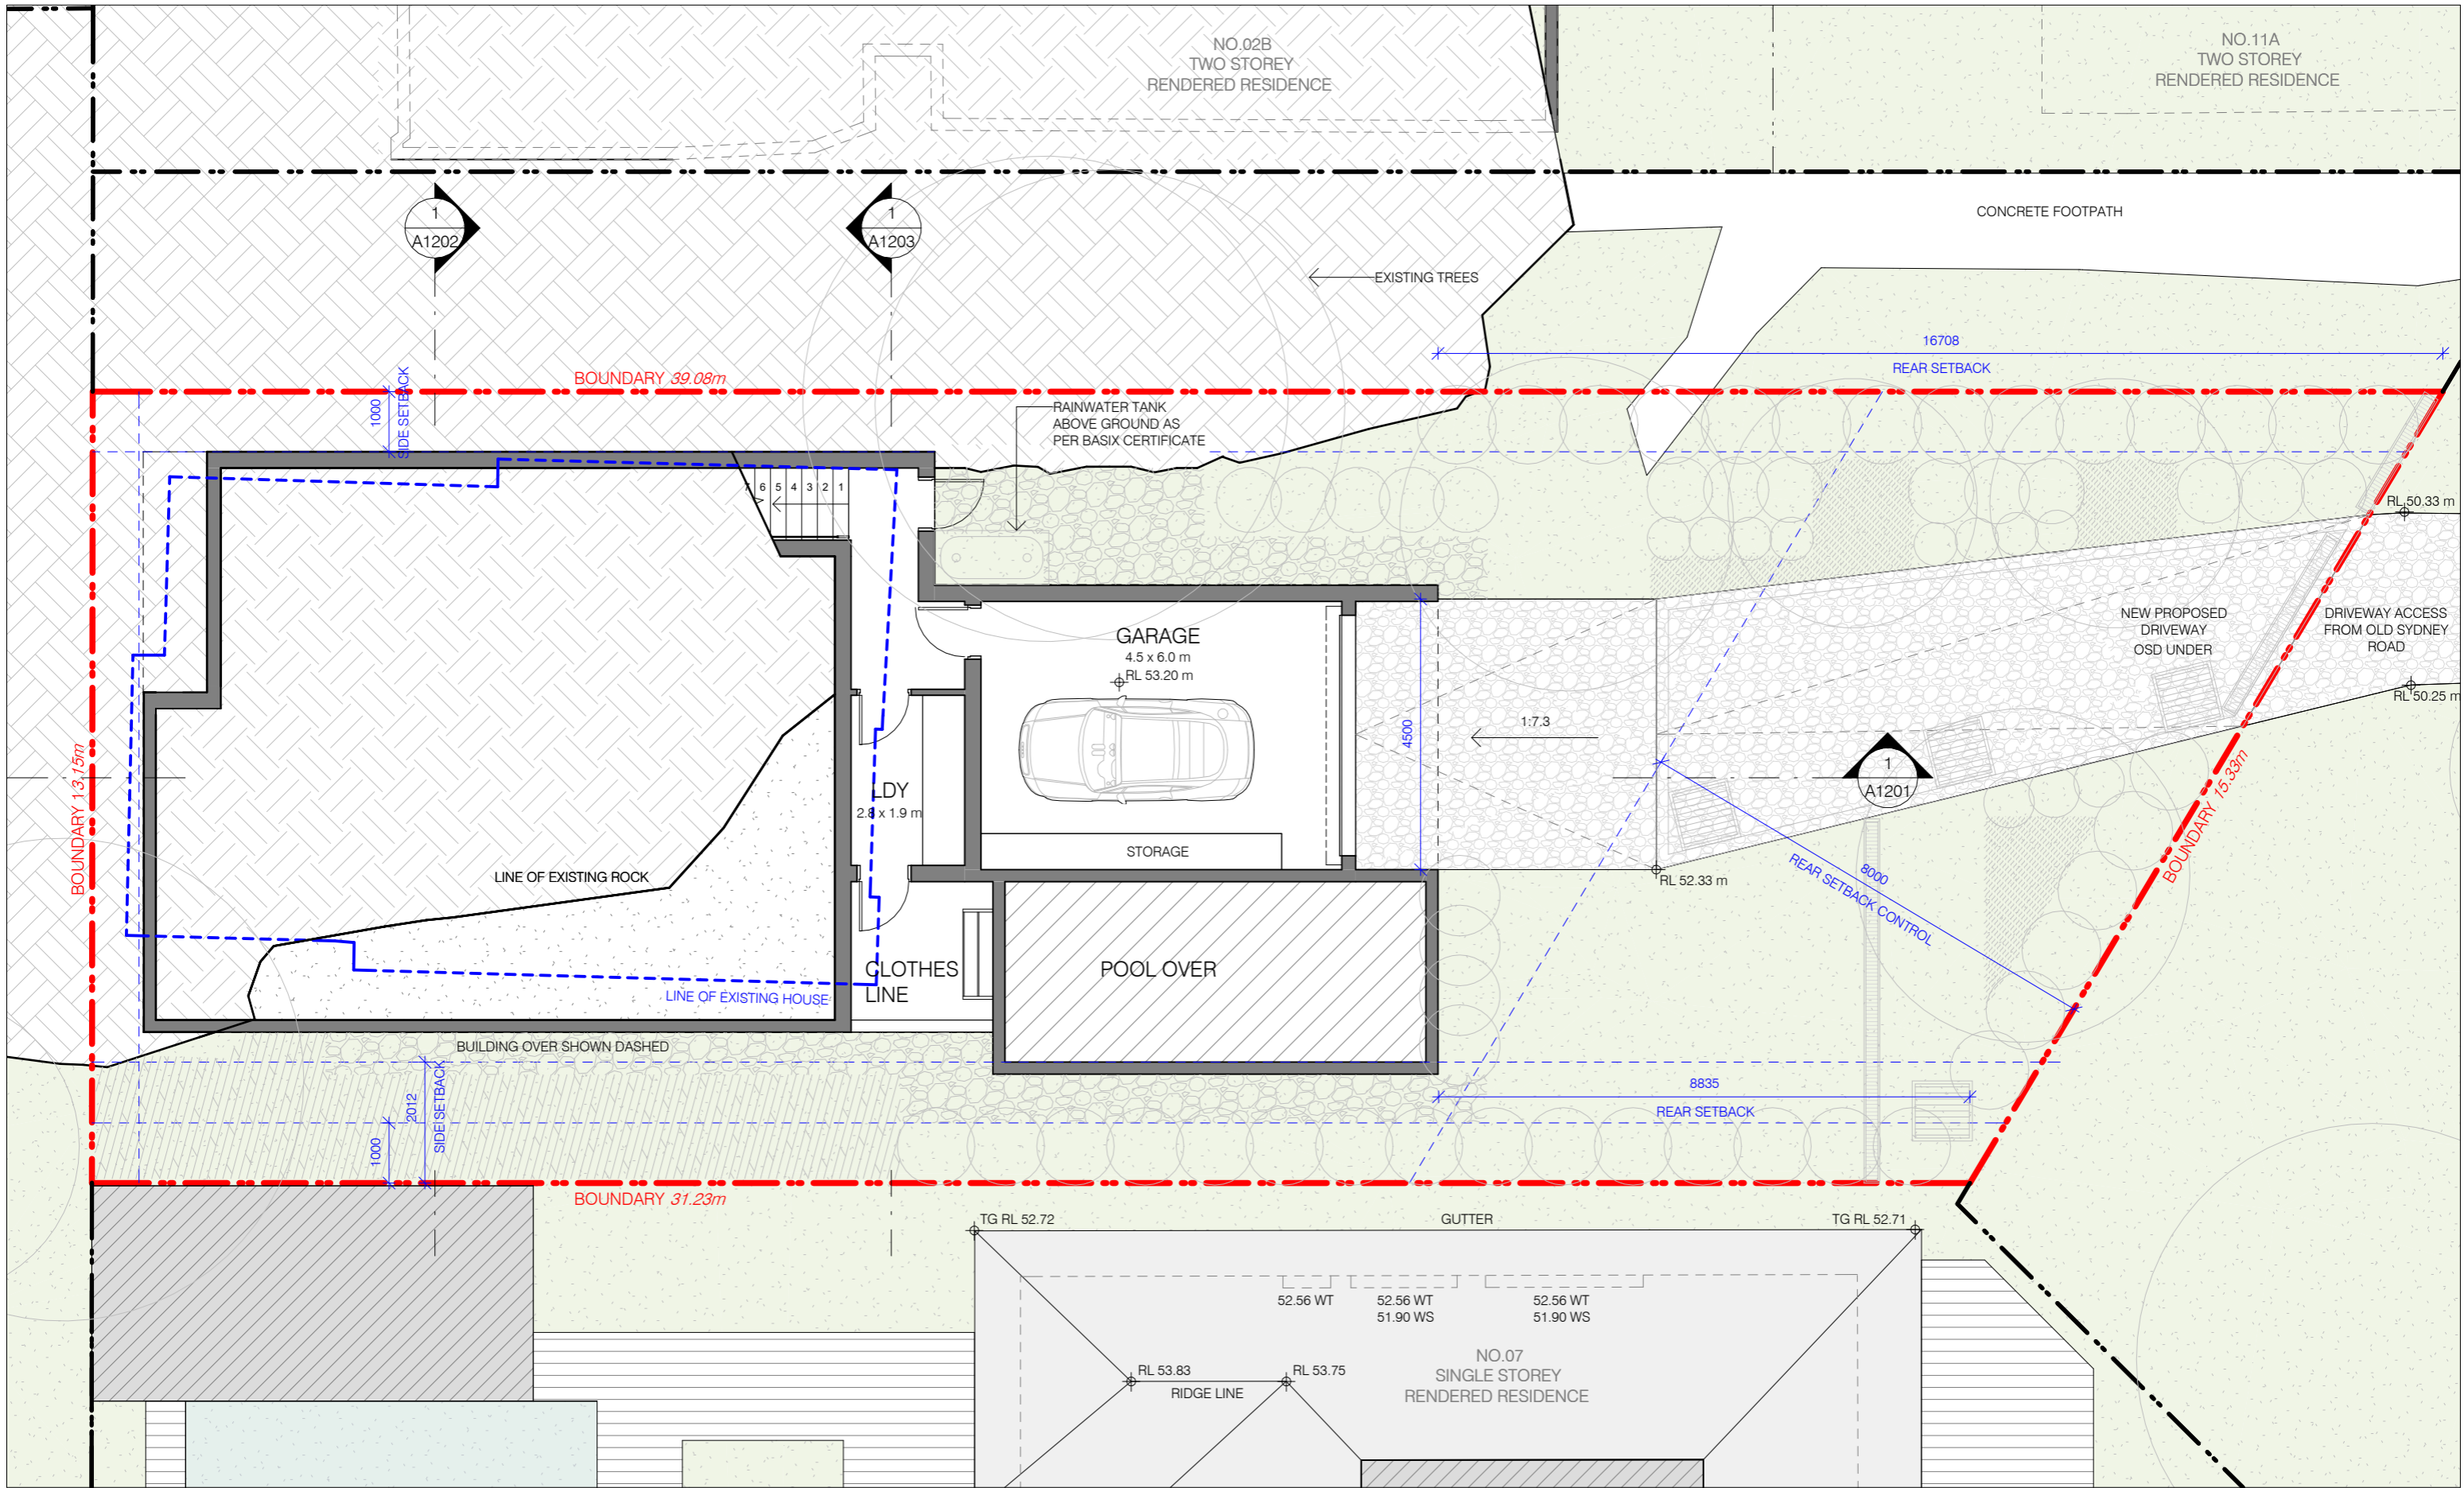 NO.02B
TWO STOREY
RENDERED RESIDENCE
NO.11A
TWO STOREY
RENDERED RESIDENCE
1
A1202
1
A1203
CONCRETE FOOTPATH
EXISTING TREES
16708
REAR SETBACK
BOUNDARY 39.08m
1000
SIDE SETBACK
RAINWATER TANK
ABOVE GROUND AS
PER BASIX CERTIFICATE
7 6 5 4 3 2 1
RL 50.33 m
GARAGE
4.5 x 6.0 m
RL 53.20 m
NEW PROPOSED
DRIVEWAY
OSD UNDER
DRIVEWAY ACCESS
FROM OLD SYDNEY
ROAD
RL 50.25 m
4500
1:7.3
1
A1201
BOUNDARY 13.15m
LDY
2.8 x 1.9 m
STORAGE
LINE OF EXISTING ROCK
RL 52.33 m
8000
REAR SETBACK CONTROL
BOUNDARY 15.33m
CLOTHES
LINE
POOL OVER
LINE OF EXISTING HOUSE
BUILDING OVER SHOWN DASHED
2012
SIDE SETBACK
1000
8835
REAR SETBACK
BOUNDARY 31.23m
TG RL 52.72
GUTTER
TG RL 52.71
52.56 WT
52.56 WT
51.90 WS
52.56 WT
51.90 WS
RL 53.83
RL 53.75
RIDGE LINE
NO.07
SINGLE STOREY
RENDERED RESIDENCE